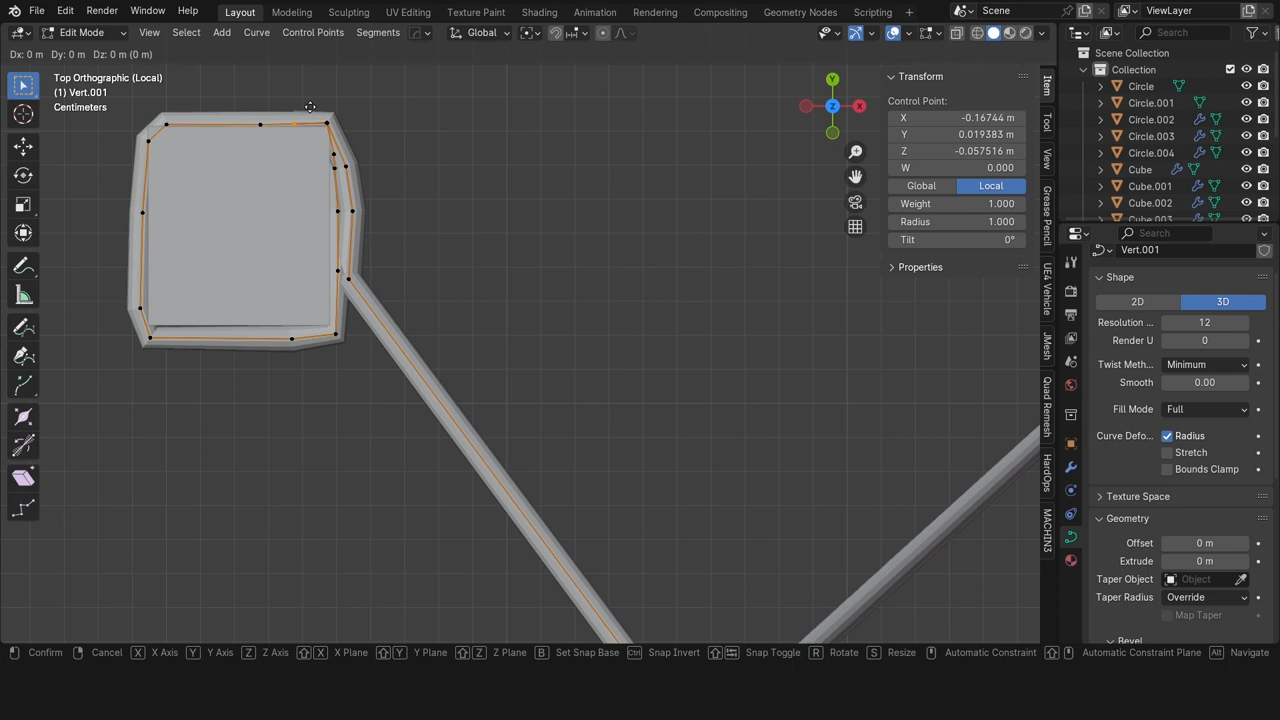 File Edit Render Window Help Layout Modeling Sculpting UV Editing Texture Paint Shading Animation Rendering Compositing Geometry Nodes Scripting Scene ViewLayer
Edit Mode View Select Add Curve Control Points Segments Global Search
Dx: 0 m Dy: 0 m Dz: 0 m (0 m)
Top Orthographic (Local)
(1) Vert.001
Centimeters
Transform
Control Point:
X -0.16744 m
Y 0.019383 m
Z -0.057516 m
W 0.000
Global Local
Weight 1.000
Radius 1.000
Tilt 0°
Properties
Y
Z
X
Item
Tool
View
Grease Pencil
UE4 Vehicle
JMesh
Quad Remesh
HardOps
MACHIN3
Scene Collection
Collection
Circle
Circle.001
Circle.002
Circle.003
Circle.004
Cube
Cube.001
Cube.002
Cube.003
Search
Vert.001
Shape
2D 3D
Resolution ... 12
Render U 0
Twist Meth... Minimum
Smooth 0.00
Fill Mode Full
Curve Defo... Radius
Stretch
Bounds Clamp
Texture Space
Geometry
Offset 0 m
Extrude 0 m
Taper Object Object
Taper Radius Override
Map Taper
Bevel
Confirm Cancel X X Axis Y Y Axis Z Z Axis X X Plane Y Y Plane Z Z Plane B Set Snap Base Ctrl Snap Invert Snap Toggle R Rotate S Resize Automatic Constraint Automatic Constraint Plane Alt Navigate